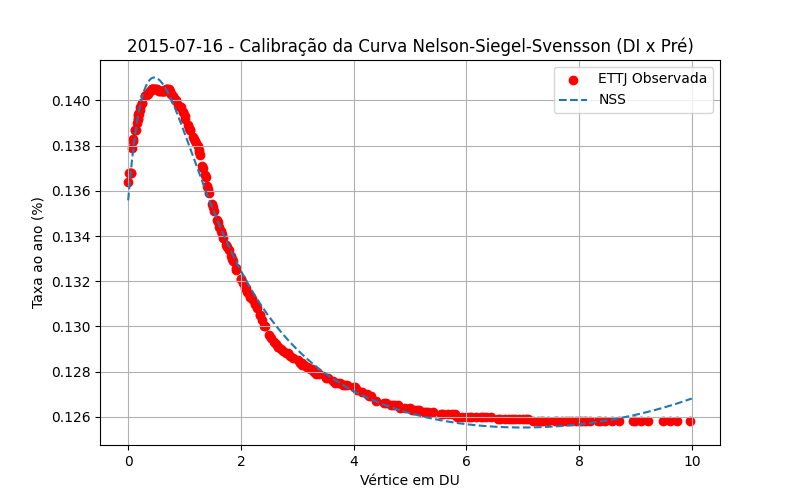 2015-07-16 - Calibração da Curva Nelson-Siegel-Svensson (DI x Pré)
ETTJ Observada
NSS
Taxa ao ano (%)
0.140
0.138
0.136
0.134
0.132
0.130
0.128
0.126
0 2 4 6 8 10
Vértice em DU